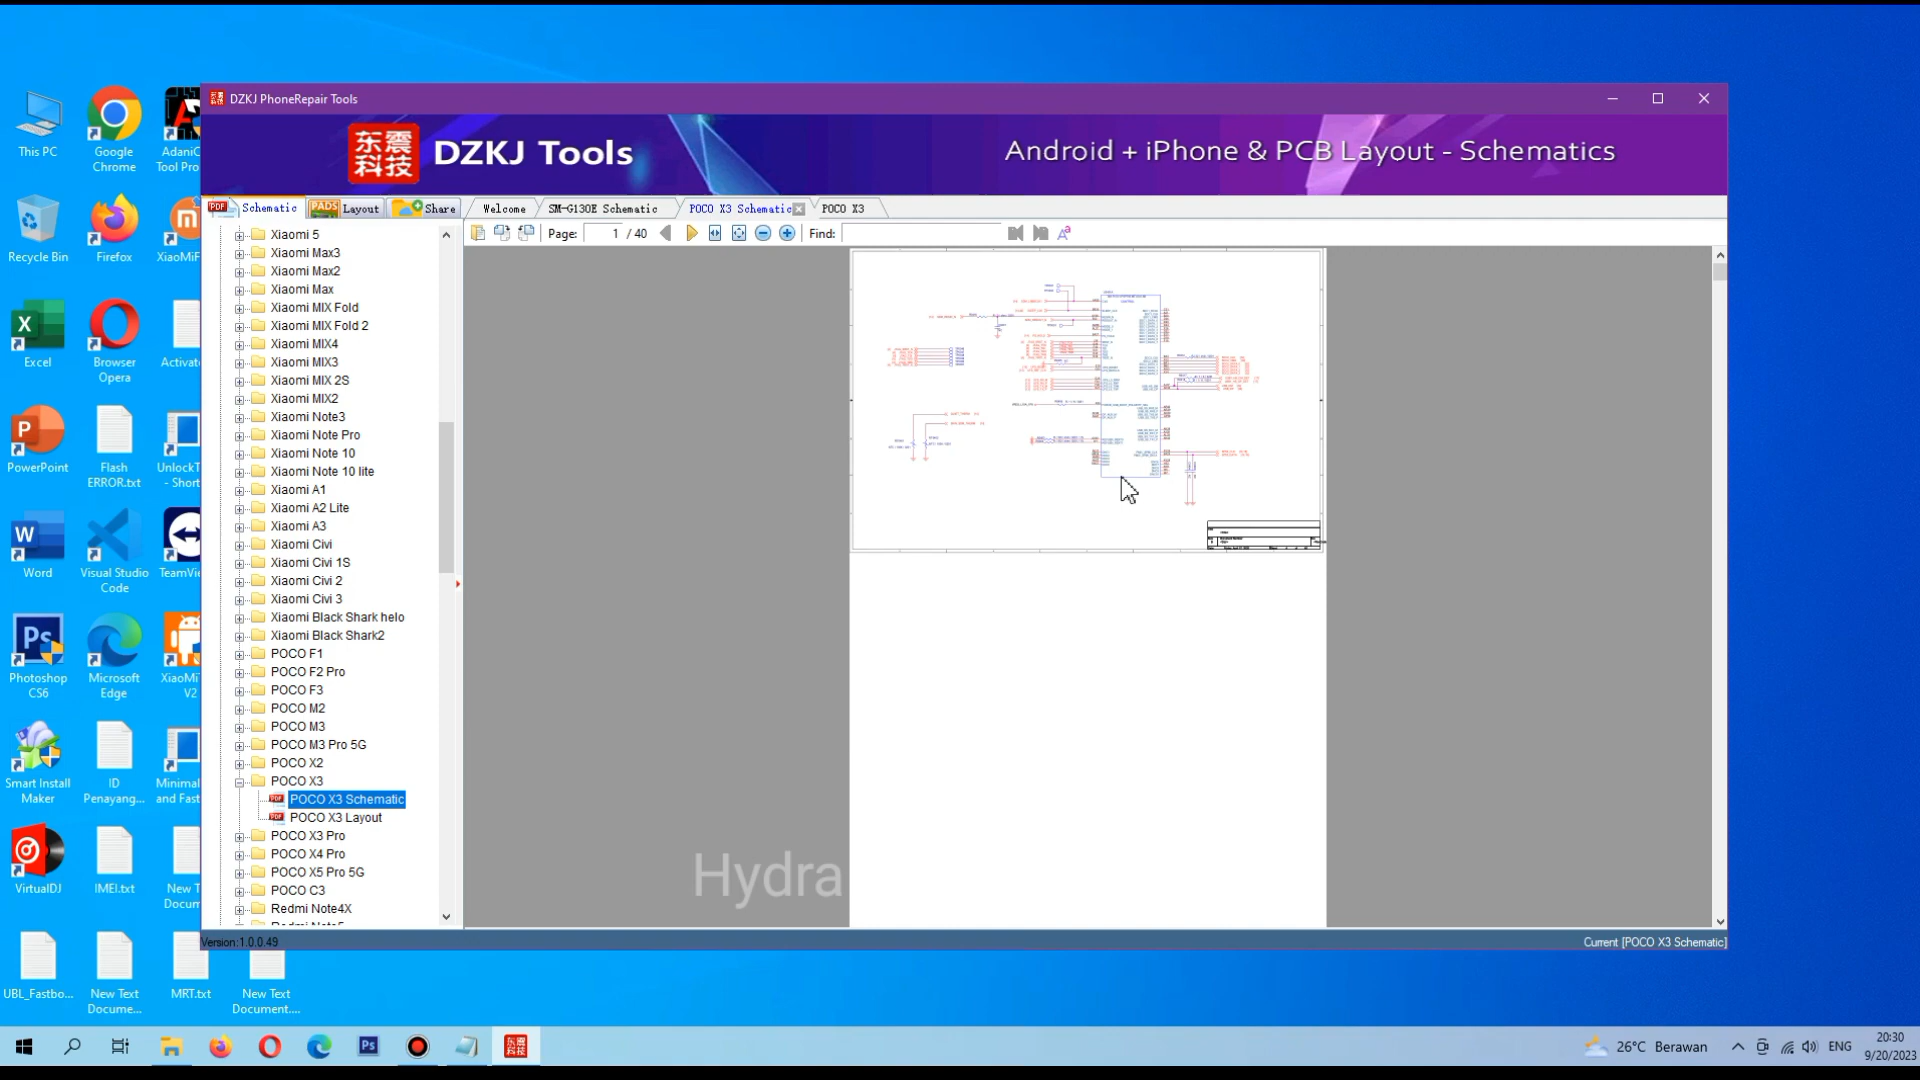 This PC
Google
Chrome
Tool Pro
Recycle Bin
Firefox
Excel
Browser
Opera
PowerPoint
Flash
ERROR.txt
- Short
Word
Visual Studio
Code
Photoshop
CS6
Microsoft
Edge
V2
Smart Install
Maker
ID
Penayang...
Minimal
and Fast
VirtualDJ
IMEI.txt
New T
Docum
UBL_Fastbo...
New Text
Docume...
MRT.txt
New Text
Document....
DZKJ PhoneRepair Tools
东震
科技
DZKJ Tools
Android + iPhone & PCB Layout - Schematics
PDF Schematic
PADS Layout
Share
Welcome
SM-G130E Schematic
POCO X3 Schematic
POCO X3
Page: 1 / 40
Find:
Xiaomi 5
Xiaomi Max3
Xiaomi Max2
Xiaomi Max
Xiaomi MIX Fold
Xiaomi MIX Fold 2
Xiaomi MIX4
Xiaomi MIX3
Xiaomi MIX 2S
Xiaomi MIX2
Xiaomi Note3
Xiaomi Note Pro
Xiaomi Note 10
Xiaomi Note 10 lite
Xiaomi A1
Xiaomi A2 Lite
Xiaomi A3
Xiaomi Civi
Xiaomi Civi 1S
Xiaomi Civi 2
Xiaomi Civi 3
Xiaomi Black Shark helo
Xiaomi Black Shark2
POCO F1
POCO F2 Pro
POCO F3
POCO M2
POCO M3
POCO M3 Pro 5G
POCO X2
POCO X3
POCO X3 Schematic
POCO X3 Layout
POCO X3 Pro
POCO X4 Pro
POCO X5 Pro 5G
POCO C3
Redmi Note4X
Hydra
Version:1.0.0.49
Current [POCO X3 Schematic]
26°C Berawan
ENG
20:30
9/20/2023